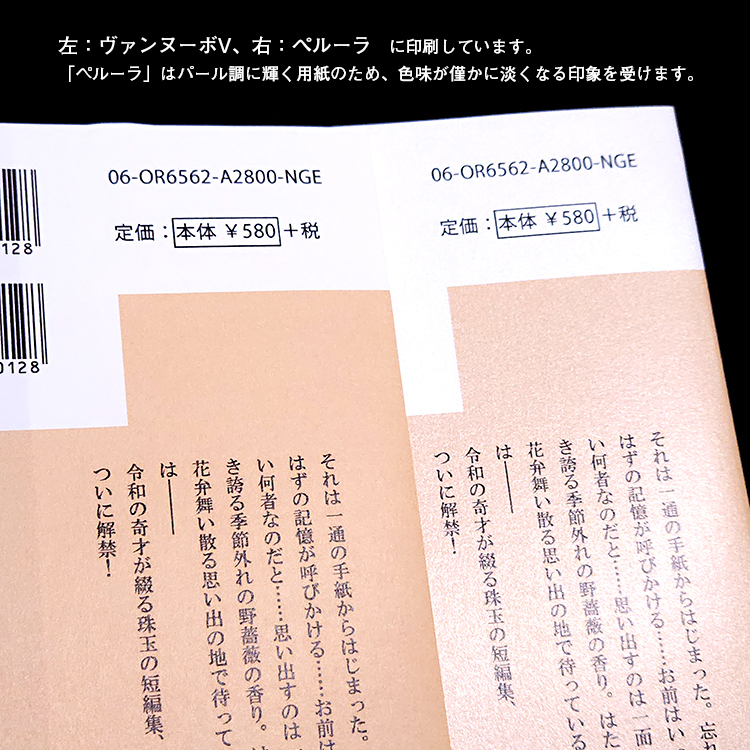 左：ヴァンヌーボV、右：ペルーラ に印刷しています。
「ペルーラ」はパール調に輝く用紙のため、色味が僅かに淡くなる印象を受けます。
0128
06-OR6562-A2800-NGE
定価：本体 ￥580＋税
それは一通の手紙からはじまった。
はずの記憶が呼びかける……お前は
い何者なのだと……思い出すのは
き誇る季節外れの野薔薇の香り。は
花弁舞い散る思い出の地で待って
は――
令和の奇才が綴る珠玉の短編集、
ついに解禁！
06-OR6562-A2800-NGE
定価：本体 ￥580＋税
それは一通の手紙からはじまった。忘れ
はずの記憶が呼びかける……お前はい
い何者なのだと……思い出すのは一面
き誇る季節外れの野薔薇の香り。はた
花弁舞い散る思い出の地で待っている
は――
令和の奇才が綴る珠玉の短編集、
ついに解禁！